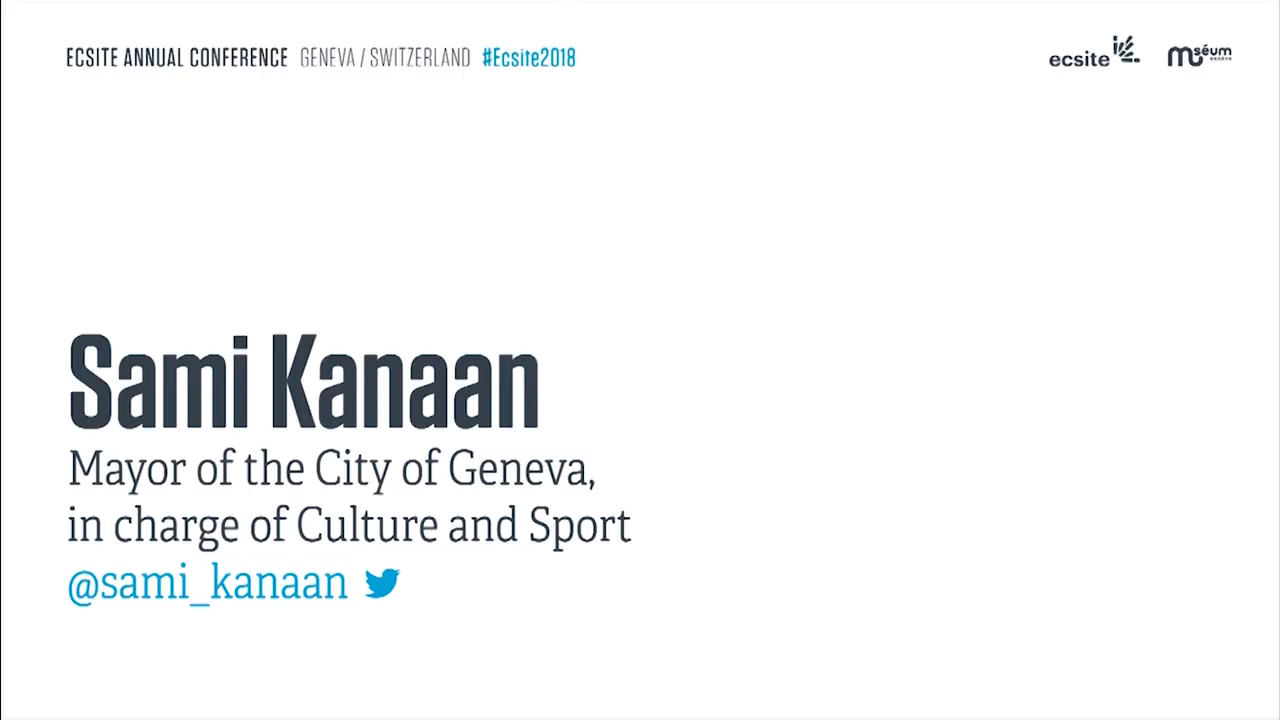 ECSITE ANNUAL CONFERENCE GENEVA / SWITZERLAND #Ecsite2018
ecsite
muséum
genève
Sami Kanaan
Mayor of the City of Geneva,
in charge of Culture and Sport
@sami_kanaan